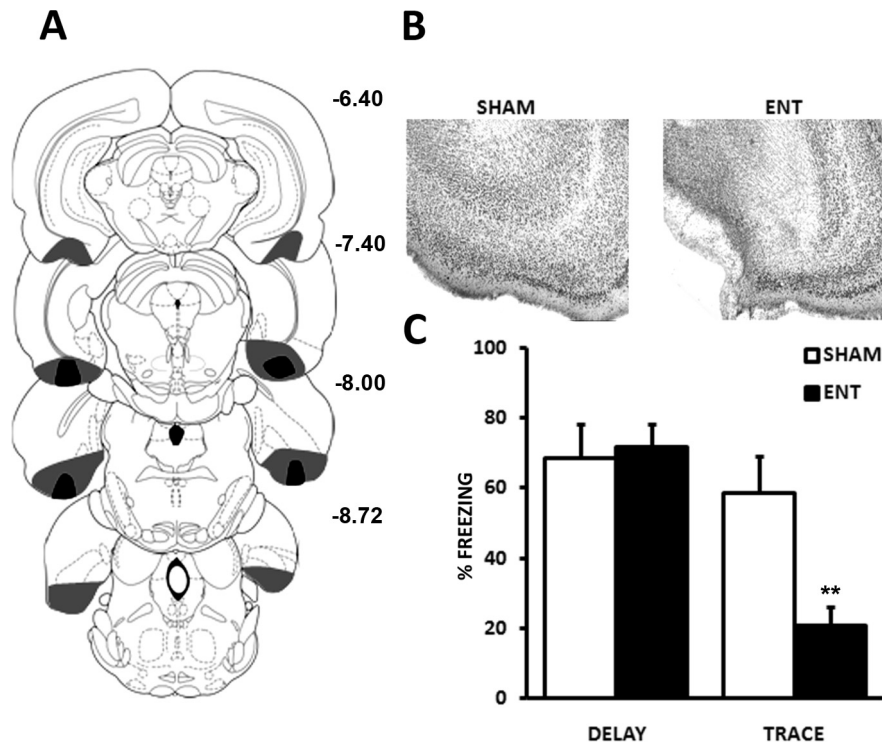 A
-6.40
-7.40
-8.00
-8.72
B
SHAM
ENT
C
SHAM
ENT
% FREEZING
100
80
60
40
20
0
**
DELAY
TRACE